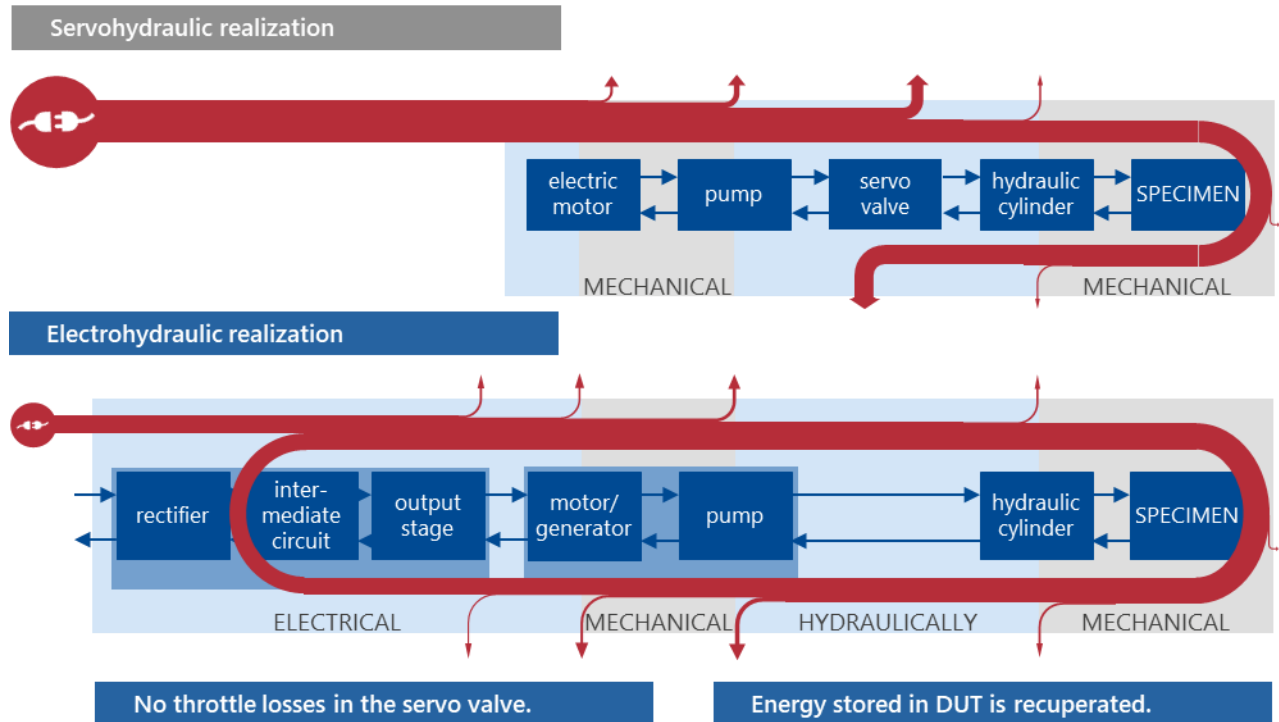 Servohydraulic realization
electric
motor
pump
servo
valve
hydraulic
cylinder
SPECIMEN
MECHANICAL
MECHANICAL
Electrohydraulic realization
rectifier
inter-
mediate
circuit
output
stage
motor/
generator
pump
hydraulic
cylinder
SPECIMEN
ELECTRICAL
MECHANICAL
HYDRAULICALLY
MECHANICAL
No throttle losses in the servo valve.
Energy stored in DUT is recuperated.